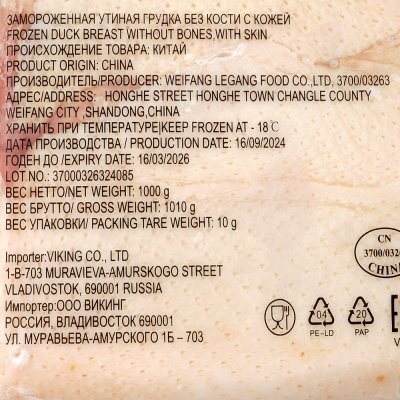 ЗАМОРОЖЕННАЯ УТИНАЯ ГРУДКА БЕЗ КОСТИ С КОЖЕЙ
FROZEN DUCK BREAST WITHOUT BONES,WITH SKIN
ПРОИСХОЖДЕНИЕ ТОВАРА: КИТАЙ
PRODUCT ORIGIN: CHINA
ПРОИЗВОДИТЕЛЬ/PRODUCER: WEIFANG LEGANG FOOD CO.,LTD, 3700/03263
АДРЕС/ADDRESS: HONGHE STREET HONGHE TOWN CHANGLE COUNTY
WEIFANG CITY ,SHANDONG,CHINA
ХРАНИТЬ ПРИ ТЕМПЕРАТУРЕ|KEEP FROZEN AT - 18℃
ДАТА ПРОИЗВОДСТВА / PRODUCTION DATE: 16/09/2024
ГОДЕН ДО /EXPIRY DATE: 16/03/2026
LOT NO.: 37000326324085
ВЕС НЕТТО/NET WEIGHT: 1000 g
ВЕС БРУТТО/ GROSS WEIGHT: 1010 g
ВЕС УПАКОВКИ/ PACKING TARE WEIGHT: 10 g
Importer:VIKING CO., LTD
1-B-703 MURAVIEVA-AMURSKOGO STREET
VLADIVOSTOK, 690001 RUSSIA
Импортер:ООО ВИКИНГ
РОССИЯ, ВЛАДИВОСТОК 690001
УЛ. МУРАВЬЕВА-АМУРСКОГО 1Б – 703
CN
3700/0326
CHINA
04
PE-LD
20
PAP